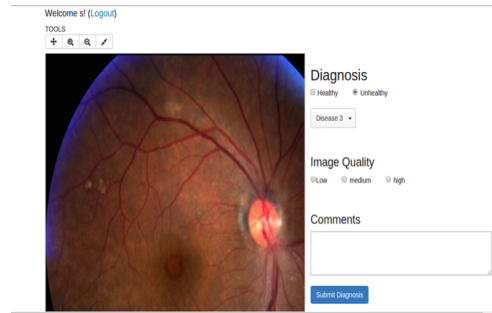 Welcome s! (Logout)
TOOLS
Diagnosis
Healthy Unhealthy
Disease 3
Image Quality
Low medium high
Comments
Submit Diagnosis